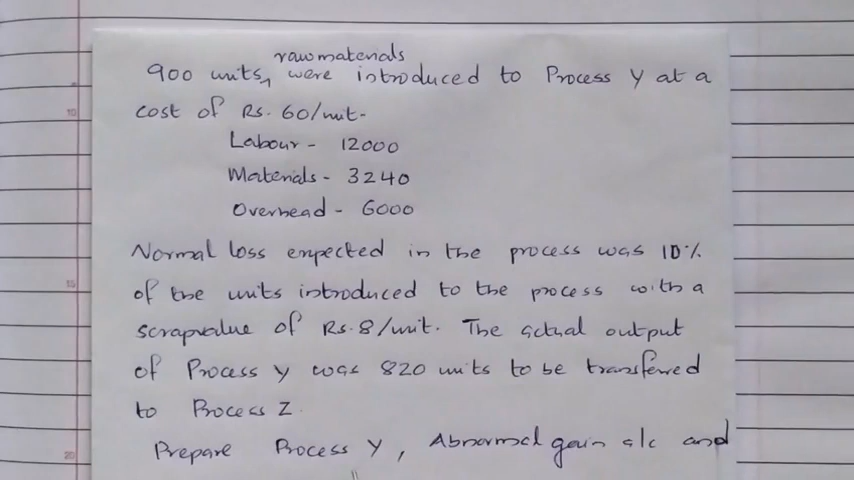 900 units, raw materials were introduced to Process Y at a
cost of Rs. 60/unit-
Labour - 12000
Materials - 3240
Overhead - 6000
Normal loss expected in the process was 10%
of the units introduced to the process with a
scrapvalue of Rs. 8/unit. The actual output
of Process Y was 820 units to be transferred
to Process Z.
Prepare Process Y, Abnormal gain a/c and
10
15
20